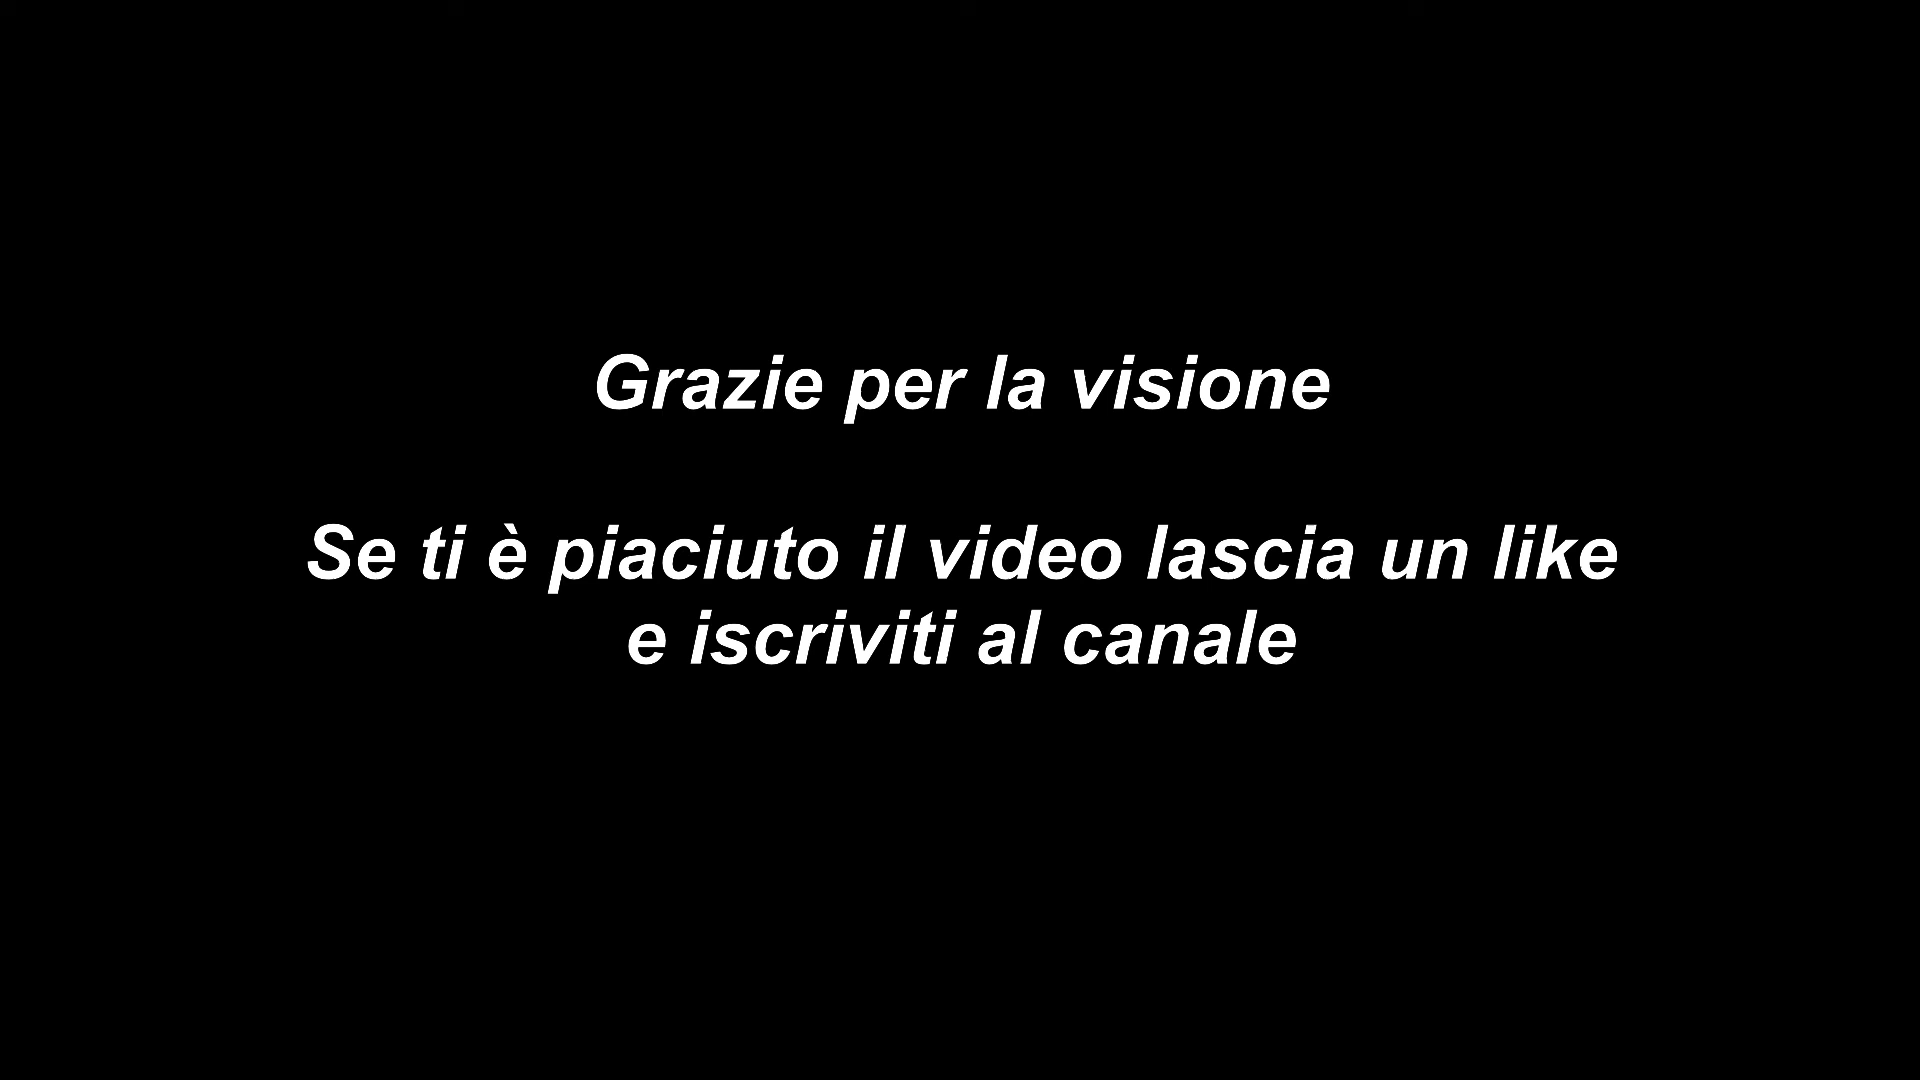 Grazie per la visione
Se ti è piaciuto il video lascia un like
e iscriviti al canale